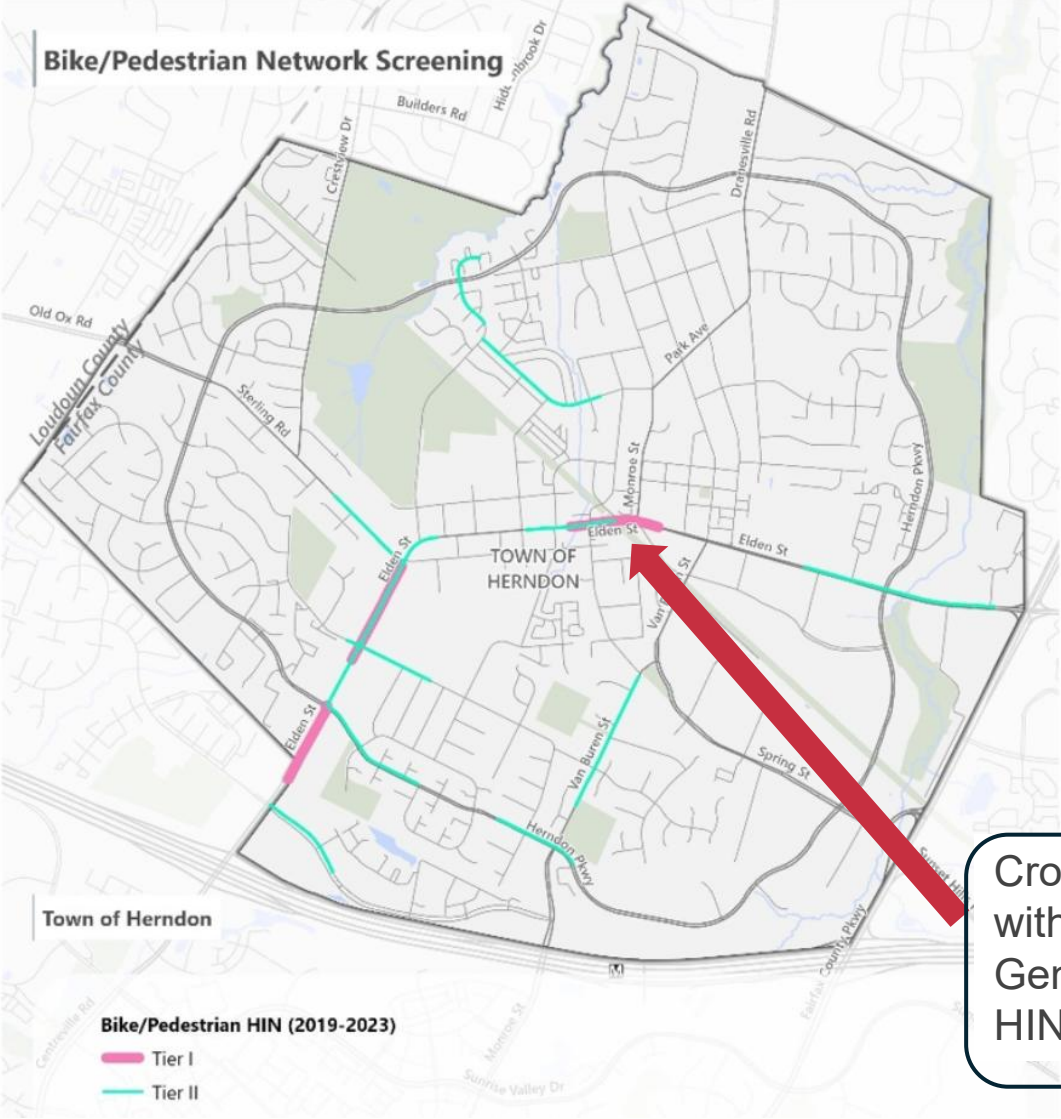 Bike/Pedestrian Network Screening
Builders Rd
Crestview Dr
Dranesville Rd
Old Ox Rd
Loudoun County
Fairfax County
Sterling Rd
Park Ave
Monroe St
Herndon Pkwy
Elden St
Elden St
Elden St
TOWN OF
HERNDON
Elden St
Van Buren St
Spring St
Herndon Pkwy
Sunset Hills
County Pkwy
Fairfax
Town of Herndon
M
Centreville Rd
Monroe St
Sunrise Valley Dr
Bike/Pedestrian HIN (2019-2023)
Tier I
Tier II
Cro
with
Ger
HIN